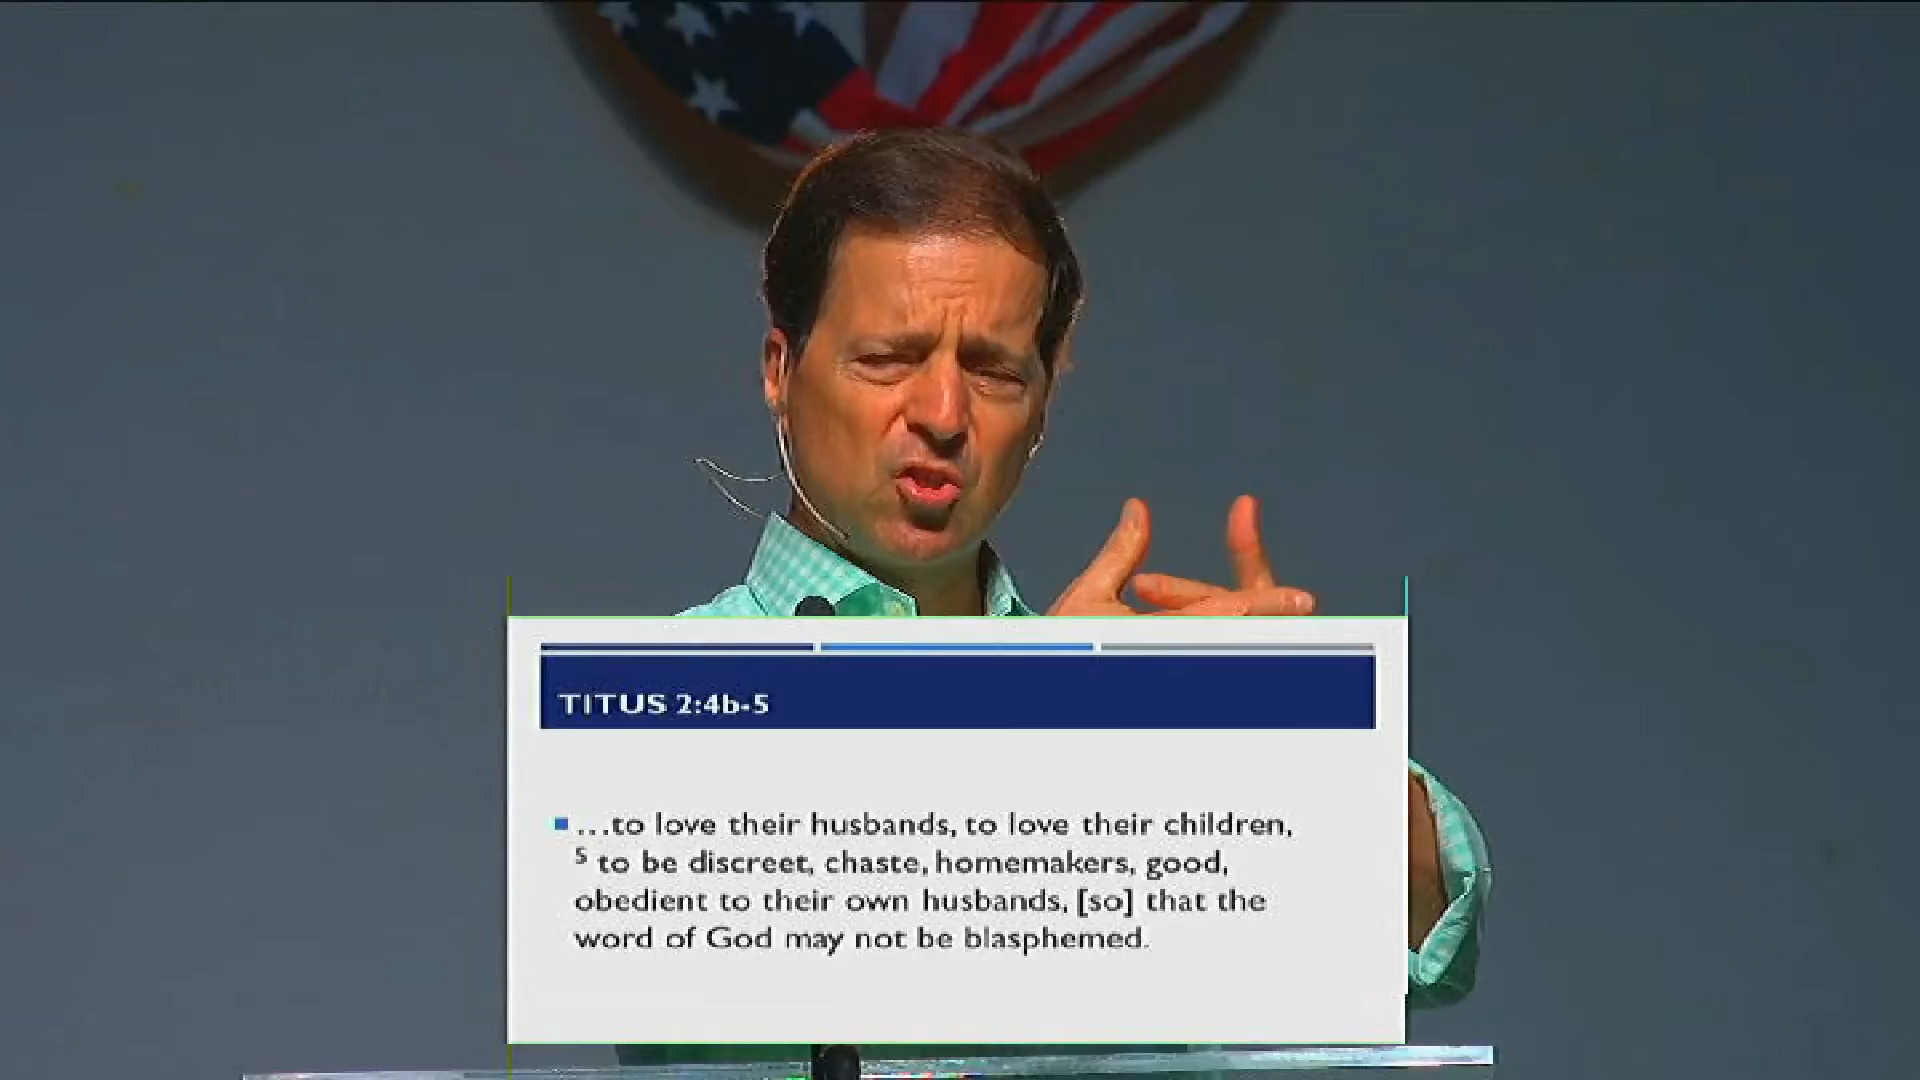 TITUS 2:4b-5
...to love their husbands, to love their children,
5 to be discreet, chaste, homemakers, good,
obedient to their own husbands, [so] that the
word of God may not be blasphemed.